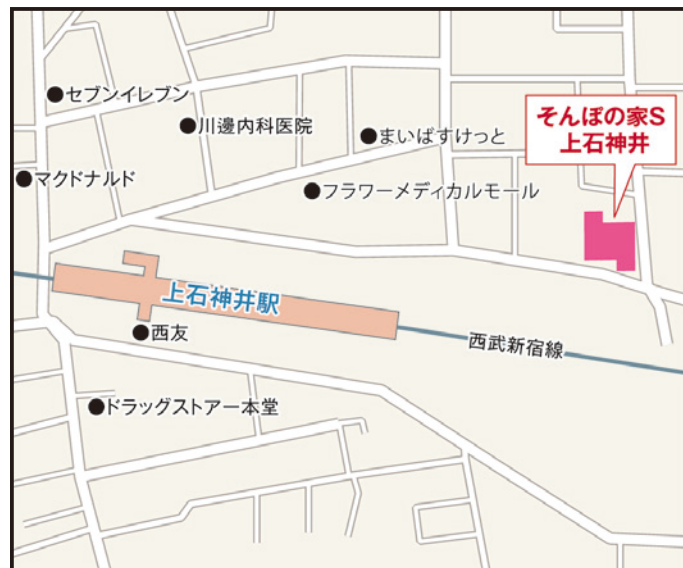 セブンイレブン
川邊内科医院
まいばすけっと
そんぽの家S
上石神井
マクドナルド
フラワーメディカルモール
上石神井駅
西友
西武新宿線
ドラッグストアー本堂